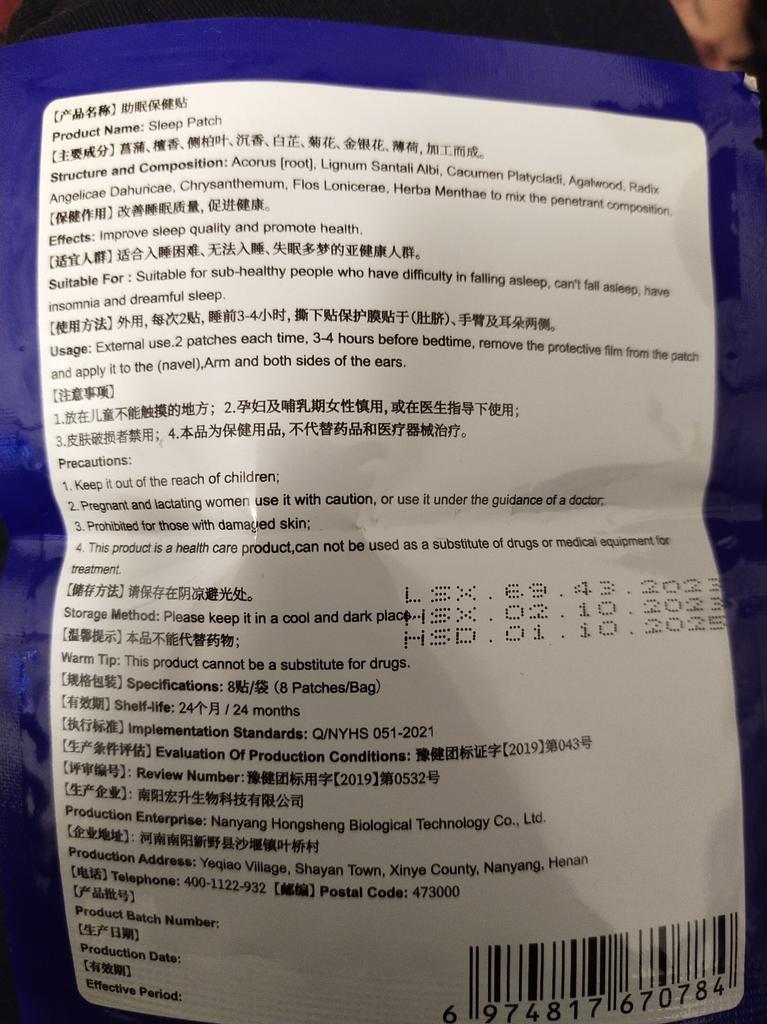 【产品名称】助眠保健贴
Product Name: Sleep Patch
【主要成分】菖蒲、檀香、侧柏叶、沉香、白芷、菊花、金银花、薄荷, 加工而成。
Structure and Composition: Acorus [root], Lignum Santali Albi, Cacumen Platycladi, Agalwood, Radix
Angelicae Dahuricae, Chrysanthemum, Flos Lonicerae, Herba Menthae to mix the penetrant composition.
【保健作用】改善睡眠质量, 促进健康。
Effects: Improve sleep quality and promote health.
【适宜人群】适合入睡困难、无法入睡、失眠多梦的亚健康人群。
Suitable For : Suitable for sub-healthy people who have difficulty in falling asleep, can't fall asleep, have
insomnia and dreamful sleep.
【使用方法】外用, 每次2贴, 睡前3-4小时, 撕下贴保护膜贴于(肚脐)、手臂及耳朵两侧。
Usage: External use.2 patches each time, 3-4 hours before bedtime, remove the protective film from the patch
and apply it to the (navel),Arm and both sides of the ears.
【注意事项】
1.放在儿童不能触摸的地方；2.孕妇及哺乳期女性慎用, 或在医生指导下使用；
3.皮肤破损者禁用；4.本品为保健用品, 不代替药品和医疗器械治疗。
Precautions:
1. Keep it out of the reach of children;
2. Pregnant and lactating women use it with caution, or use it under the guidance of a doctor;
3. Prohibited for those with damaged skin;
4. This product is a health care product,can not be used as a substitute of drugs or medical equipment for
treatment.
【储存方法】请保存在阴凉避光处。
L EX . 69 . 43 . 2023
Storage Method: Please keep it in a cool and dark place
HEX . 02 . 10 . 2023
【温馨提示】本品不能代替药物；
HSD . 01 . 10 . 2025
Warm Tip: This product cannot be a substitute for drugs.
【规格包装】Specifications: 8贴/袋 (8 Patches/Bag)
【有效期】Shelf-life: 24个月 / 24 months
【执行标准】Implementation Standards: Q/NYHS 051-2021
【生产条件评估】Evaluation Of Production Conditions: 豫健团标证字【2019】第043号
【评审编号】: Review Number: 豫健团标用字【2019】第0532号
【生产企业】: 南阳宏升生物科技有限公司
Production Enterprise: Nanyang Hongsheng Biological Technology Co., Ltd.
【企业地址】: 河南南阳新野县沙堰镇叶桥村
Production Address: Yeqiao Village, Shayan Town, Xinye County, Nanyang, Henan
【电话】Telephone: 400-1122-932 【邮编】Postal Code: 473000
【产品批号】
Product Batch Number:
【生产日期】
Production Date:
【有效期】
Effective Period:
6 974817 670784